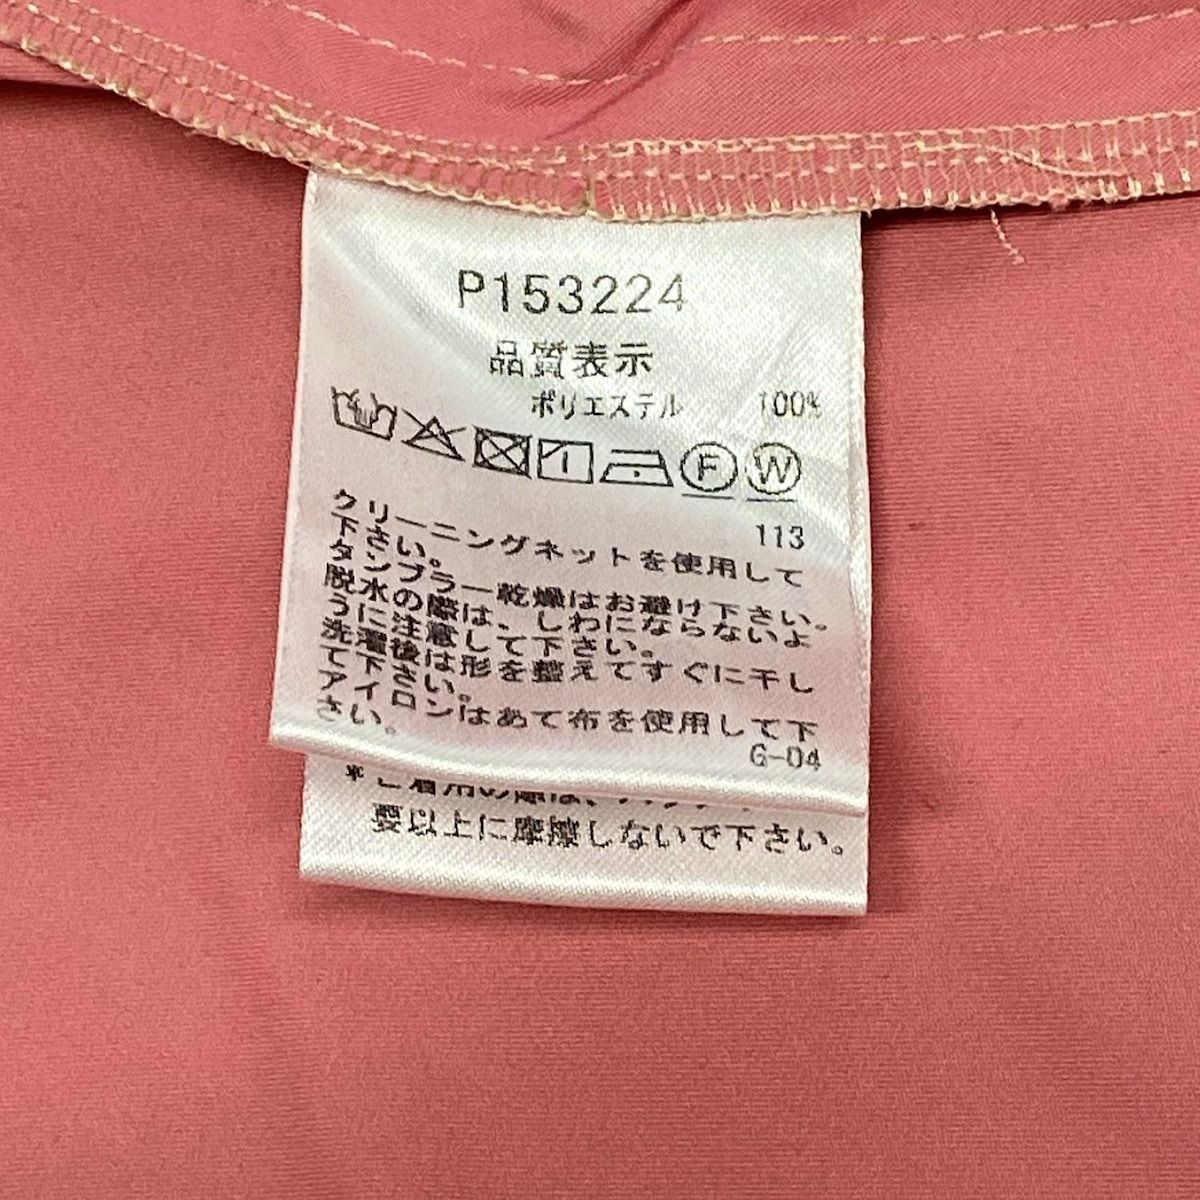 P153224
品質表示
ポリエステル 100%
F W
113
クリーニングネットを使用して
下さい。
タンブラー乾燥はお避け下さい。
脱水の際は、しわにならないよ
うに注意して下さい。
洗濯後は形を整えてすぐに干し
て下さい。
アイロンはあて布を使用して下
さい。
G-04
要以上に摩擦しないで下さい。